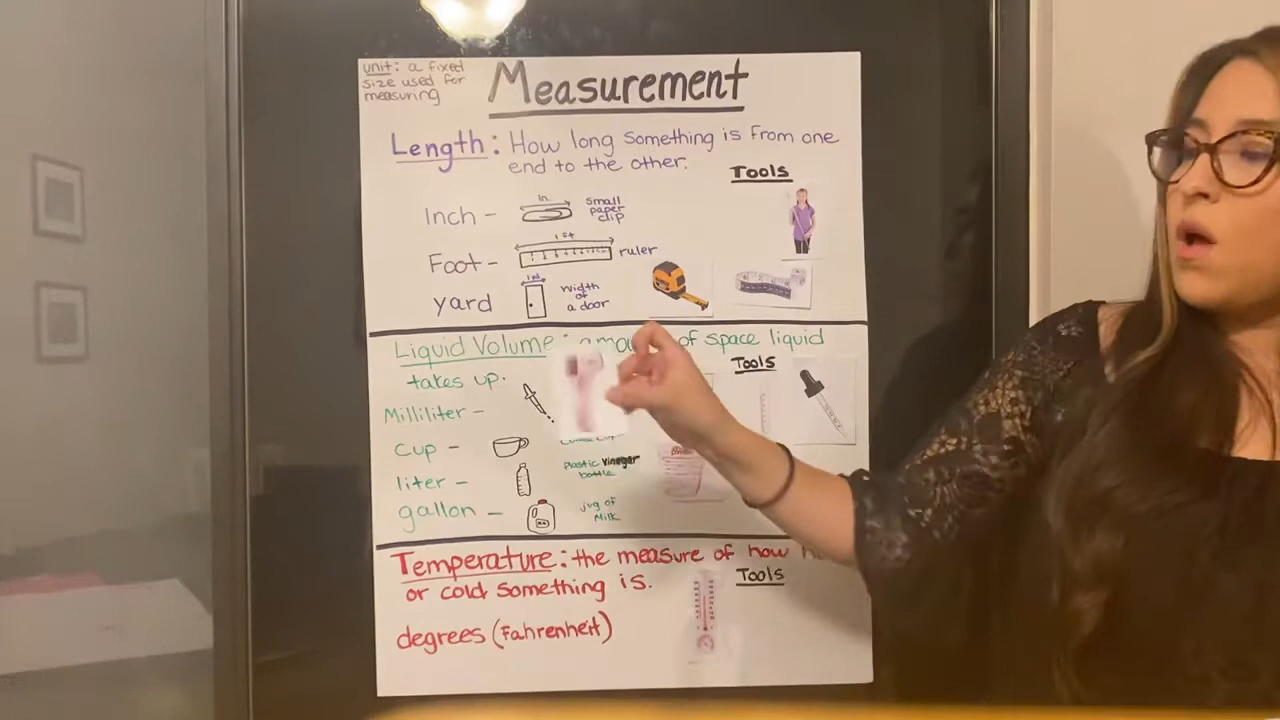 unit: a fixed
size used for
measuring
Measurement
Length: How long something is From one
end to the other.
Tools
Inch - in. small
paper
clip
Foot - 1 ft ruler
yard width
of
a door
Liquid Volume: of space liquid
takes up.
Tools
Milliliter -
Cup -
liter - plastic vinegar
bottle
gallon - jug of
Milk
Temperature: the measure of how
or cold something is.
Tools
degrees (Fahrenheit)